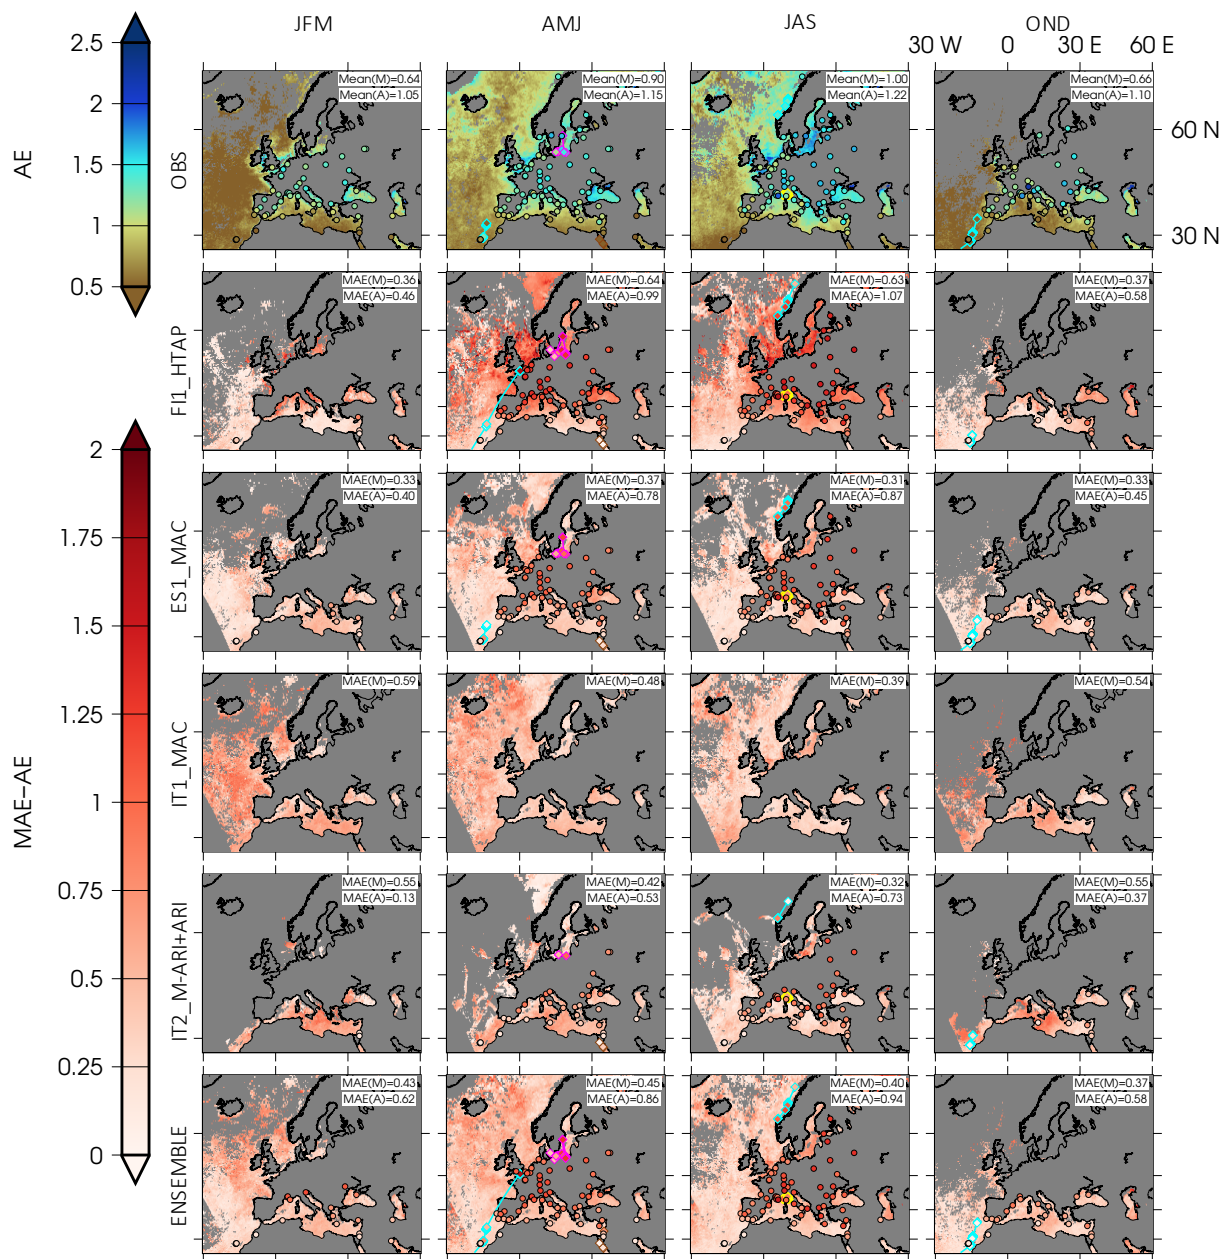 JFM
AMJ
JAS
OND
30 W
0
30 E
60 E
2.5
2
1.5
1
0.5
AE
OBS
Mean(M)=0.64
Mean(A)=1.05
Mean(M)=0.90
Mean(A)=1.15
Mean(M)=1.00
Mean(A)=1.22
Mean(M)=0.66
Mean(A)=1.10
60 N
30 N
FI1_HTAP
MAE(M)=0.36
MAE(A)=0.46
MAE(M)=0.64
MAE(A)=0.99
MAE(M)=0.63
MAE(A)=1.07
MAE(M)=0.37
MAE(A)=0.58
2
1.75
1.5
1.25
1
0.75
0.5
0.25
0
MAE−AE
ES1_MAC
MAE(M)=0.33
MAE(A)=0.40
MAE(M)=0.37
MAE(A)=0.78
MAE(M)=0.31
MAE(A)=0.87
MAE(M)=0.33
MAE(A)=0.45
IT1_MAC
MAE(M)=0.59
MAE(M)=0.48
MAE(M)=0.39
MAE(M)=0.54
IT2_M-ARI+ARI
MAE(M)=0.55
MAE(A)=0.13
MAE(M)=0.42
MAE(A)=0.53
MAE(M)=0.32
MAE(A)=0.73
MAE(M)=0.55
MAE(A)=0.37
ENSEMBLE
MAE(M)=0.43
MAE(A)=0.62
MAE(M)=0.45
MAE(A)=0.86
MAE(M)=0.40
MAE(A)=0.94
MAE(M)=0.37
MAE(A)=0.58